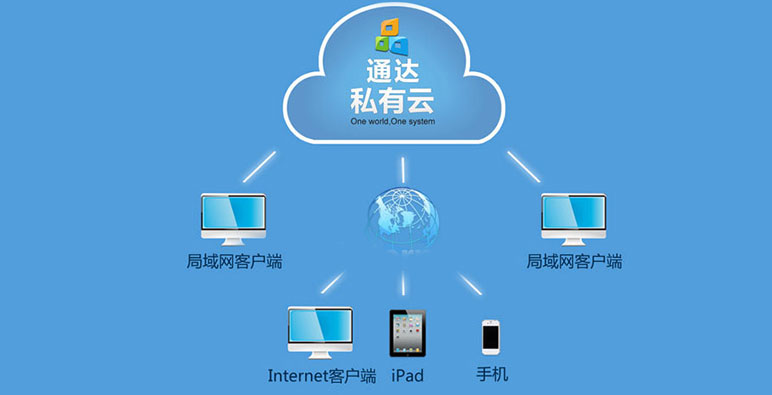 通达
私有云
One world,One system
局域网客户端
局域网客户端
Internet客户端
iPad
手机